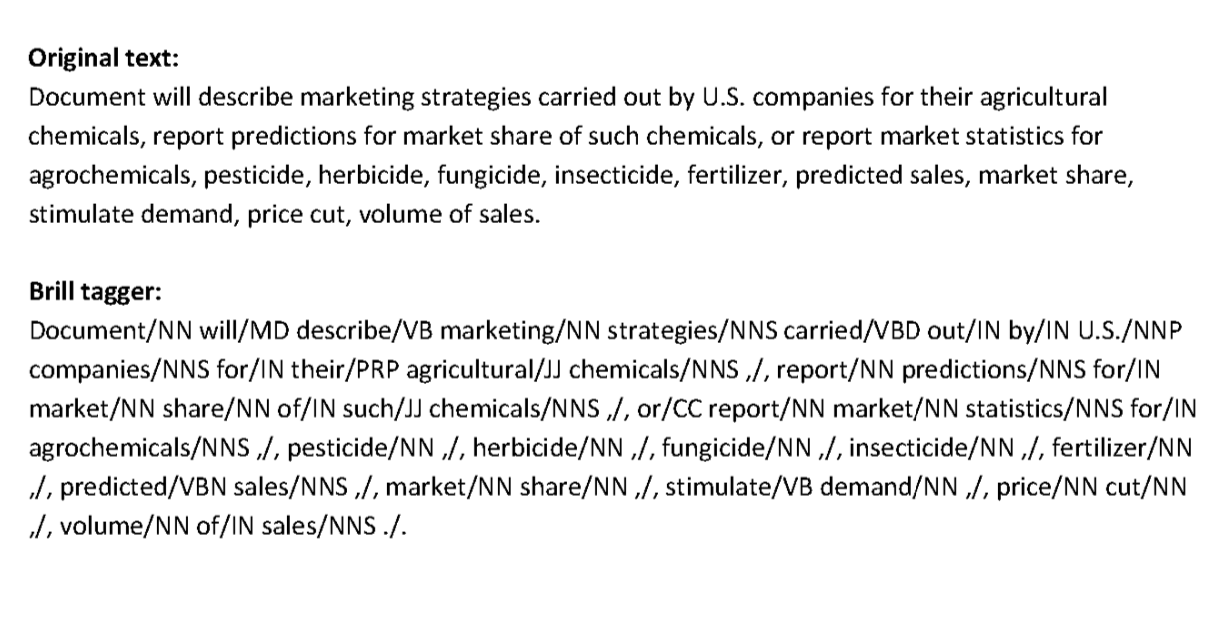 Original text:
Document will describe marketing strategies carried out by U.S. companies for their agricultural
chemicals, report predictions for market share of such chemicals, or report market statistics for
agrochemicals, pesticide, herbicide, fungicide, insecticide, fertilizer, predicted sales, market share,
stimulate demand, price cut, volume of sales.
Brill tagger:
Document/NN will/MD describe/VB marketing/NN strategies/NNS carried/VBD out/IN by/IN U.S./NNP
companies/NNS for/IN their/PRP agricultural/JJ chemicals/NNS ,/, report/NN predictions/NNS for/IN
market/NN share/NN of/IN such/JJ chemicals/NNS ,/, or/CC report/NN market/NN statistics/NNS for/IN
agrochemicals/NNS ,/, pesticide/NN ,/, herbicide/NN ,/, fungicide/NN ,/, insecticide/NN ,/, fertilizer/NN
,/, predicted/VBN sales/NNS ,/, market/NN share/NN ,/, stimulate/VB demand/NN ,/, price/NN cut/NN
,/, volume/NN of/IN sales/NNS ./.